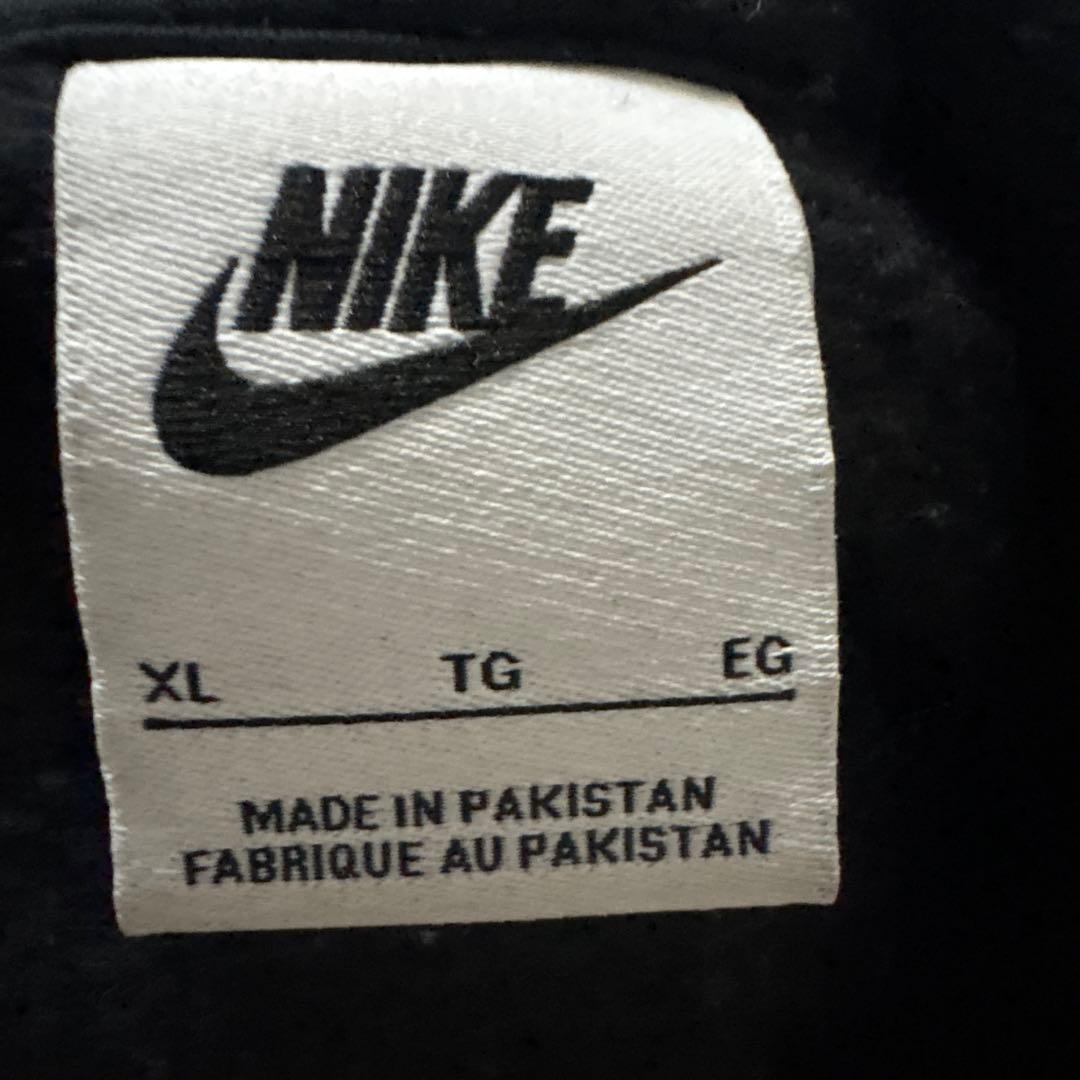 NIKE
XL TG EG
MADE IN PAKISTAN
FABRIQUE AU PAKISTAN